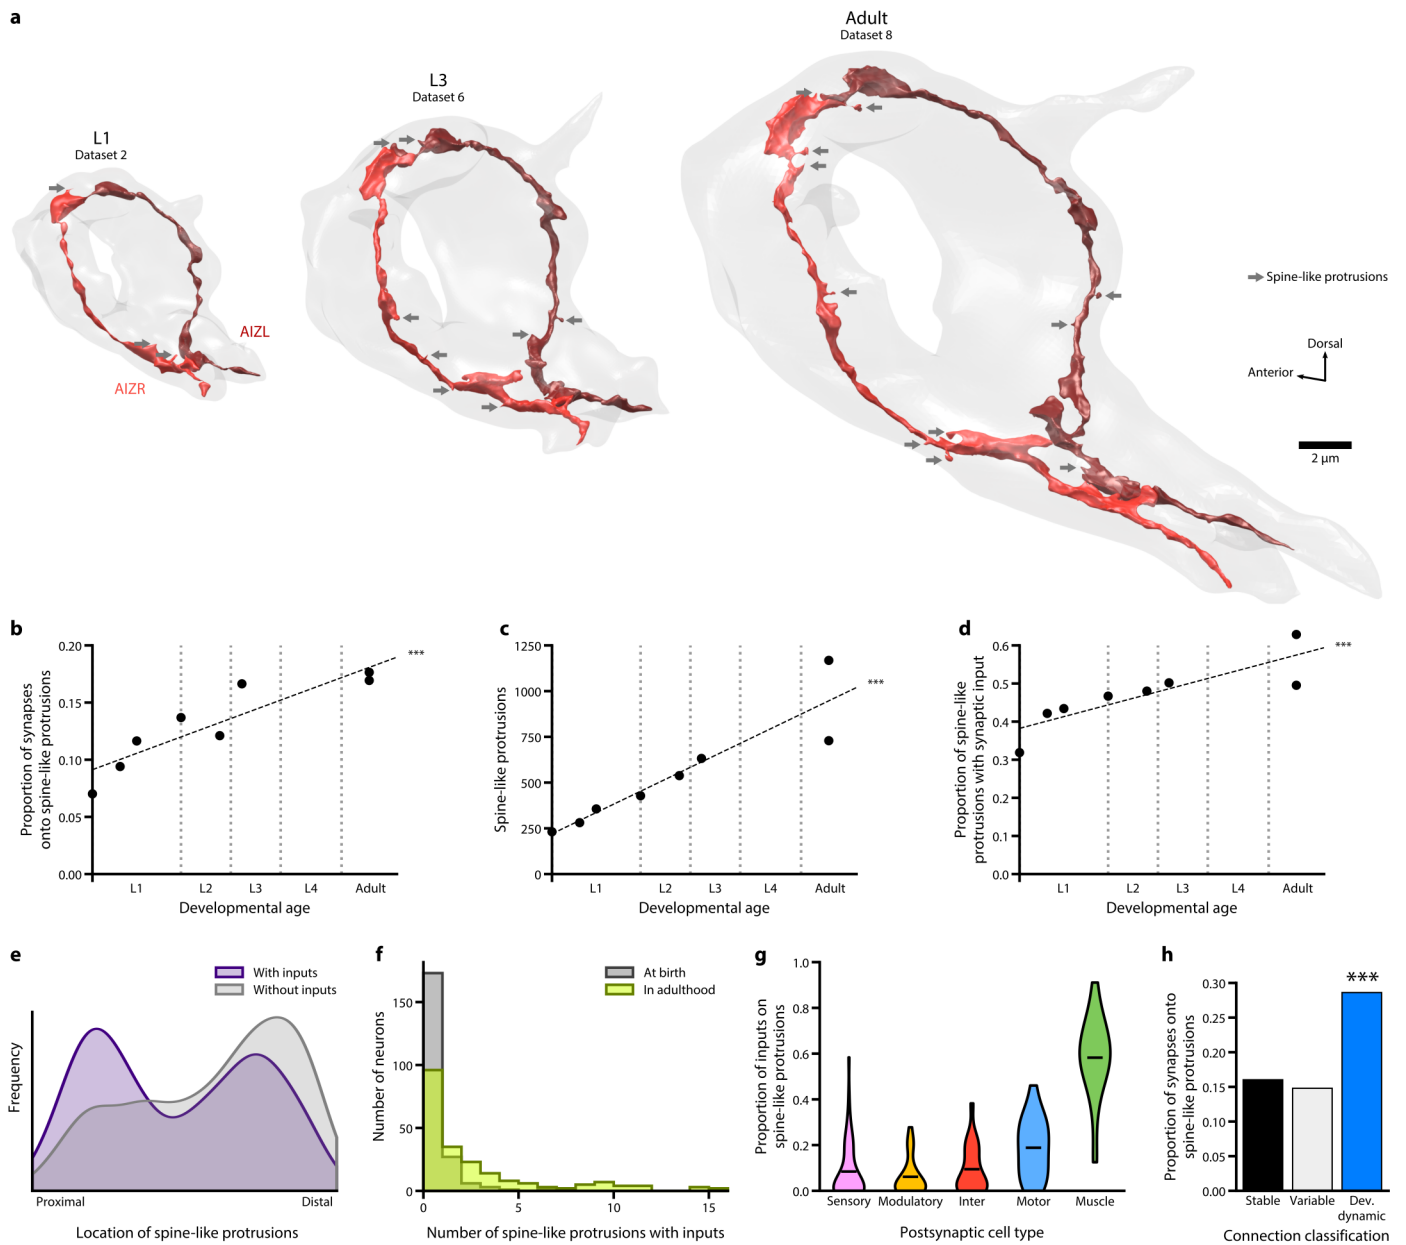 a
L1
Dataset 2
L3
Dataset 6
Adult
Dataset 8
AIZL
AIZR
Spine-like protrusions
Dorsal
Anterior
2 μm
b
Proportion of synapses
onto spine-like protrusions
0.20
0.15
0.10
0.05
0.00
***
L1
L2
L3
L4
Adult
Developmental age
c
Spine-like protrusions
1250
1000
750
500
250
0
***
L1
L2
L3
L4
Adult
Developmental age
d
Proportion of spine-like
protrusions with synaptic input
0.6
0.5
0.4
0.3
0.2
0.1
0.0
***
L1
L2
L3
L4
Adult
Developmental age
e
With inputs
Without inputs
Frequency
Proximal
Distal
Location of spine-like protrusions
f
At birth
In adulthood
Number of neurons
150
100
50
0
0
5
10
15
Number of spine-like protrusions with inputs
g
Proportion of inputs on
spine-like protrusions
1.0
0.8
0.6
0.4
0.2
0.0
Sensory
Modulatory
Inter
Motor
Muscle
Postsynaptic cell type
h
Proportion of synapses onto
spine-like protrusions
0.30
0.25
0.20
0.15
0.10
0.05
0.00
***
Stable
Variable
Dev.
dynamic
Connection classification